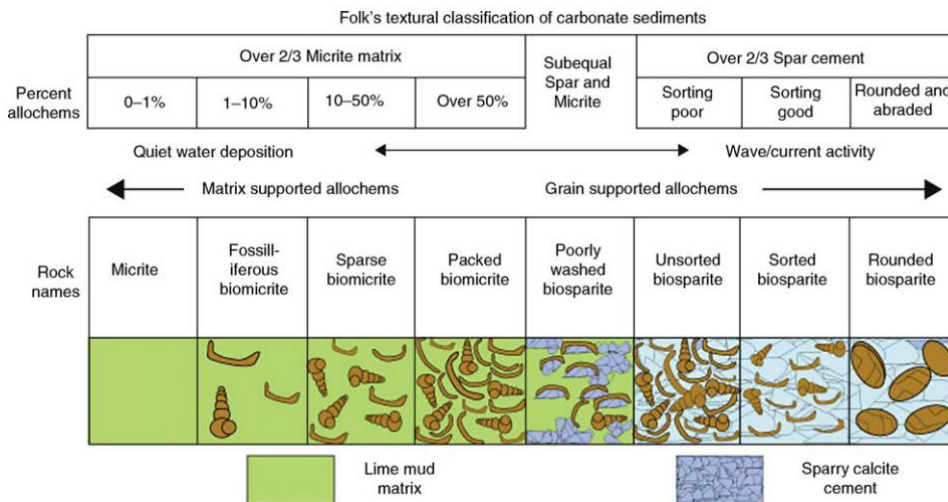 Folk's textural classification of carbonate sediments
Over 2/3 Micrite matrix
Subequal
Spar and
Micrite
Over 2/3 Spar cement
Percent
allochems
0–1%
1–10%
10–50%
Over 50%
Sorting
poor
Sorting
good
Rounded and
abraded
Quiet water deposition
Wave/current activity
Matrix supported allochems
Grain supported allochems
Rock
names
Micrite
Fossill-
iferous
biomicrite
Sparse
biomicrite
Packed
biomicrite
Poorly
washed
biosparite
Unsorted
biosparite
Sorted
biosparite
Rounded
biosparite
Lime mud
matrix
Sparry calcite
cement